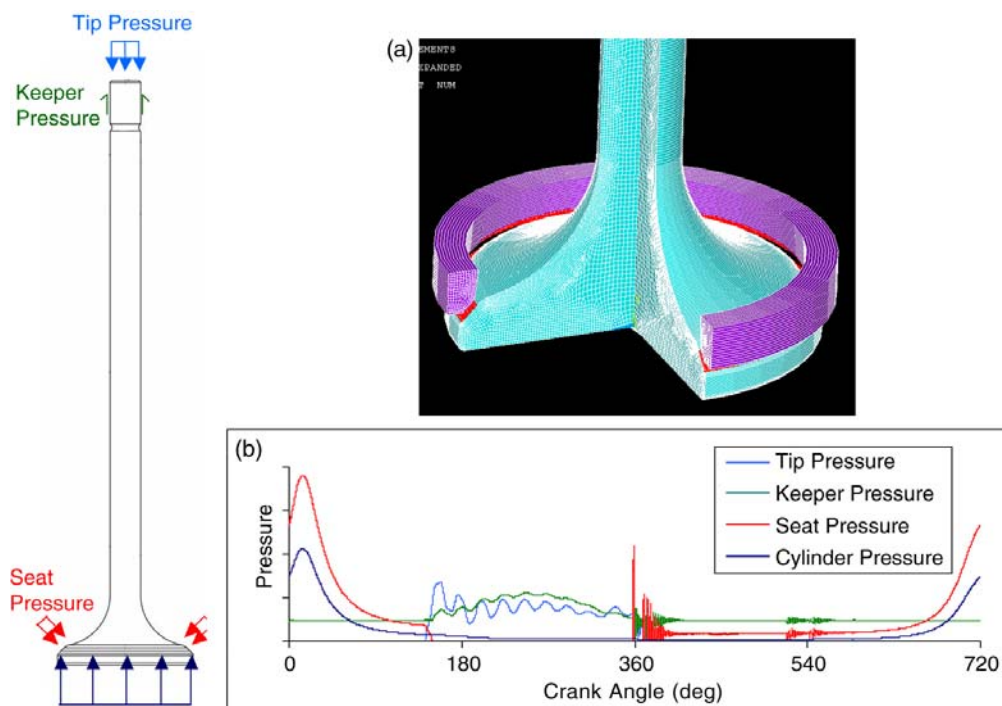 Tip Pressure
Keeper
Pressure
Seat
Pressure
(a)
EMENTS
XPANDED
T NUM
(b)
Tip Pressure
Keeper Pressure
Seat Pressure
Cylinder Pressure
Pressure
0
180
360
540
720
Crank Angle (deg)